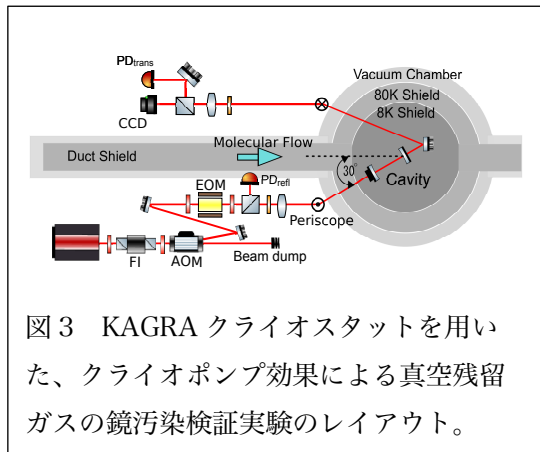 PDtrans
CCD
Vacuum Chamber
80K Shield
8K Shield
Molecular Flow
Duct Shield
30°
Cavity
EOM
PDrefl
Periscope
FI
AOM
Beam dump
図３ KAGRA クライオスタットを用い
た、クライオポンプ効果による真空残留
ガスの鏡汚染検証実験のレイアウト。